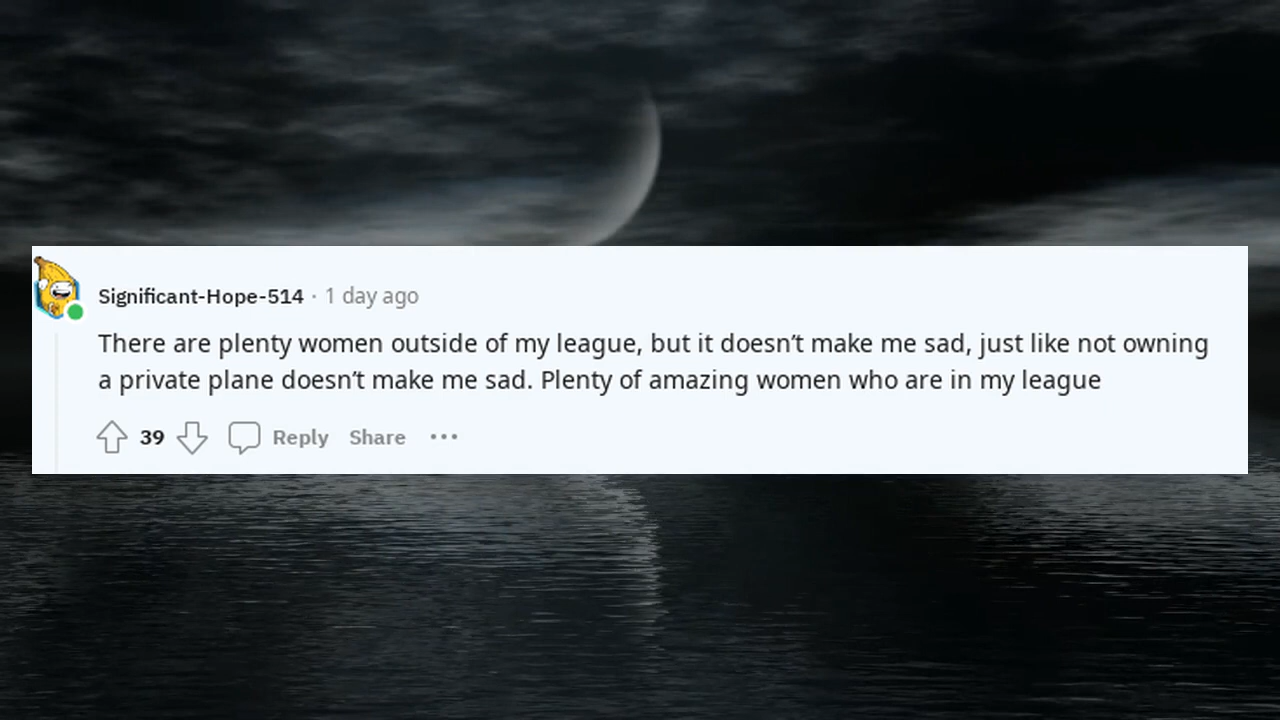 Significant-Hope-514 · 1 day ago
There are plenty women outside of my league, but it doesn’t make me sad, just like not owning
a private plane doesn’t make me sad. Plenty of amazing women who are in my league
39 Reply Share •••